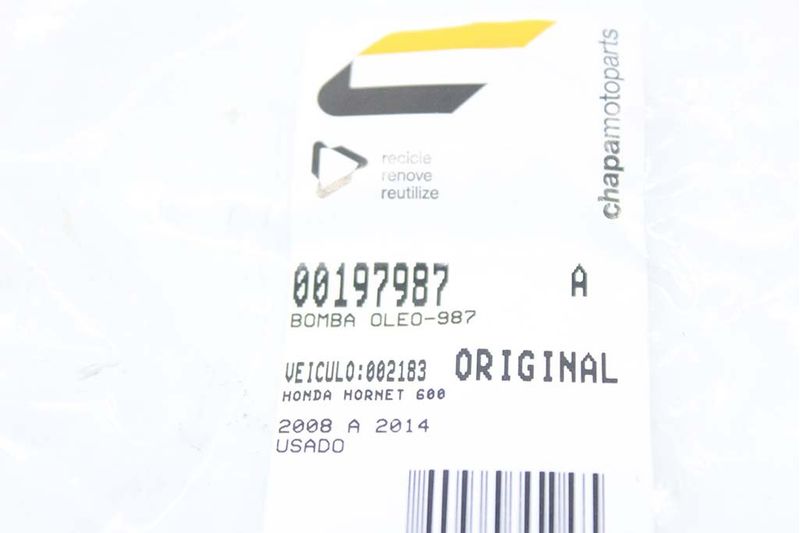 chapamotoparts
recicle
renove
reutilize
00197987 A
BOMBA OLEO-987
VEICULO:002183 ORIGINAL
HONDA HORNET 600
2008 A 2014
USADO